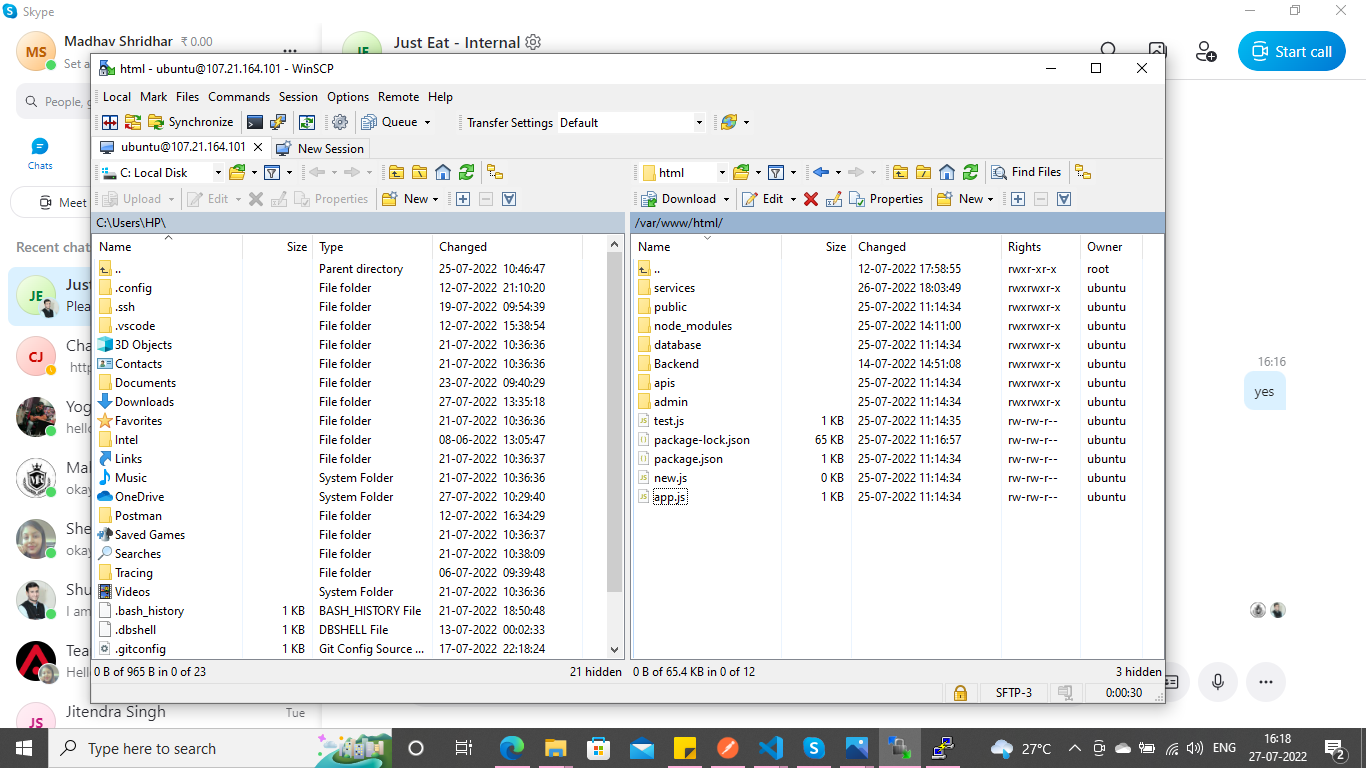 Skype
MS
Madhav Shridhar
₹ 0.00
Set a
JE
Just Eat - Internal
Start call
People, g
Chats
Meet
Recent chat
JE
Jus
Plea
CJ
Cha
http
Yog
hello
Mal
okay
She
okay
Shu
I am
Tea
Hello
JS
Jitendra Singh
Tue
16:16
yes
html - ubuntu@107.21.164.101 - WinSCP
Local Mark Files Commands Session Options Remote Help
Synchronize Queue Transfer Settings Default
ubuntu@107.21.164.101 New Session
C: Local Disk
html Find Files
Upload Edit Properties New
Download Edit Properties New
C:\Users\HP\
Name Size Type Changed
.. Parent directory 25-07-2022 10:46:47
.config File folder 12-07-2022 21:10:20
.ssh File folder 19-07-2022 09:54:39
.vscode File folder 12-07-2022 15:38:54
3D Objects File folder 21-07-2022 10:36:36
Contacts File folder 21-07-2022 10:36:36
Documents File folder 23-07-2022 09:40:29
Downloads File folder 27-07-2022 13:35:18
Favorites File folder 21-07-2022 10:36:36
Intel File folder 08-06-2022 13:05:47
Links File folder 21-07-2022 10:36:37
Music System Folder 21-07-2022 10:36:36
OneDrive System Folder 27-07-2022 10:29:40
Postman File folder 12-07-2022 16:34:29
Saved Games File folder 21-07-2022 10:36:37
Searches File folder 21-07-2022 10:38:09
Tracing File folder 06-07-2022 09:39:48
Videos System Folder 21-07-2022 10:36:36
.bash_history 1 KB BASH_HISTORY File 21-07-2022 18:50:48
.dbshell 1 KB DBSHELL File 13-07-2022 00:02:33
.gitconfig 1 KB Git Config Source ... 17-07-2022 22:18:24
0 B of 965 B in 0 of 23 21 hidden
/var/www/html/
Name Size Changed Rights Owner
.. 12-07-2022 17:58:55 rwxr-xr-x root
services 26-07-2022 18:03:49 rwxrwxr-x ubuntu
public 25-07-2022 11:14:34 rwxrwxr-x ubuntu
node_modules 25-07-2022 14:11:00 rwxrwxr-x ubuntu
database 25-07-2022 11:14:34 rwxrwxr-x ubuntu
Backend 14-07-2022 14:51:08 rwxrwxr-x ubuntu
apis 25-07-2022 11:14:34 rwxrwxr-x ubuntu
admin 25-07-2022 11:14:34 rwxrwxr-x ubuntu
test.js 1 KB 25-07-2022 11:14:35 rw-rw-r-- ubuntu
package-lock.json 65 KB 25-07-2022 11:16:57 rw-rw-r-- ubuntu
package.json 1 KB 25-07-2022 11:14:34 rw-rw-r-- ubuntu
new.js 0 KB 25-07-2022 11:14:34 rw-rw-r-- ubuntu
app.js 1 KB 25-07-2022 11:14:34 rw-rw-r-- ubuntu
0 B of 65.4 KB in 0 of 12 3 hidden
SFTP-3 0:00:30
Type here to search
27°C
ENG
16:18
27-07-2022
2